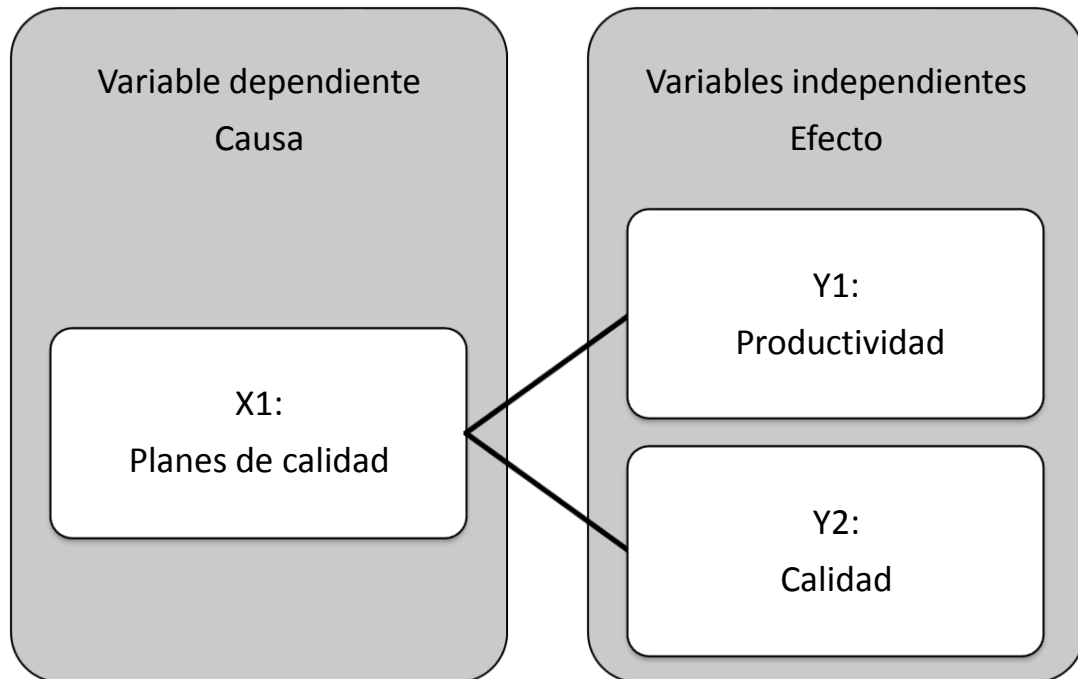 Variable dependiente
Causa
X1:
Planes de calidad
Variables independientes
Efecto
Y1:
Productividad
Y2:
Calidad